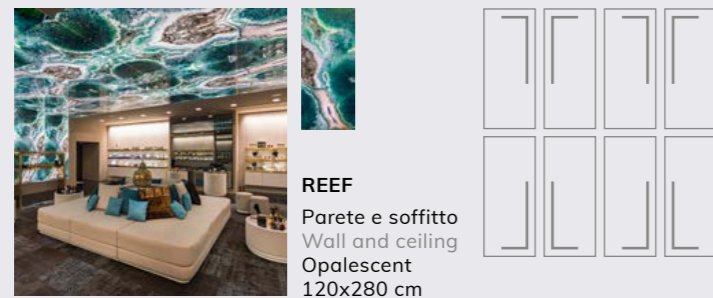 REEF
Parete e soffitto
Wall and ceiling
Opalescent
120x280 cm